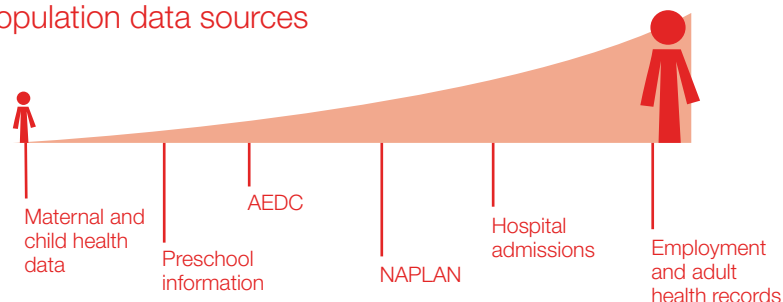 opulation data sources
Maternal and
child health
data
Preschool
information
AEDC
NAPLAN
Hospital
admissions
Employment
and adult
health records